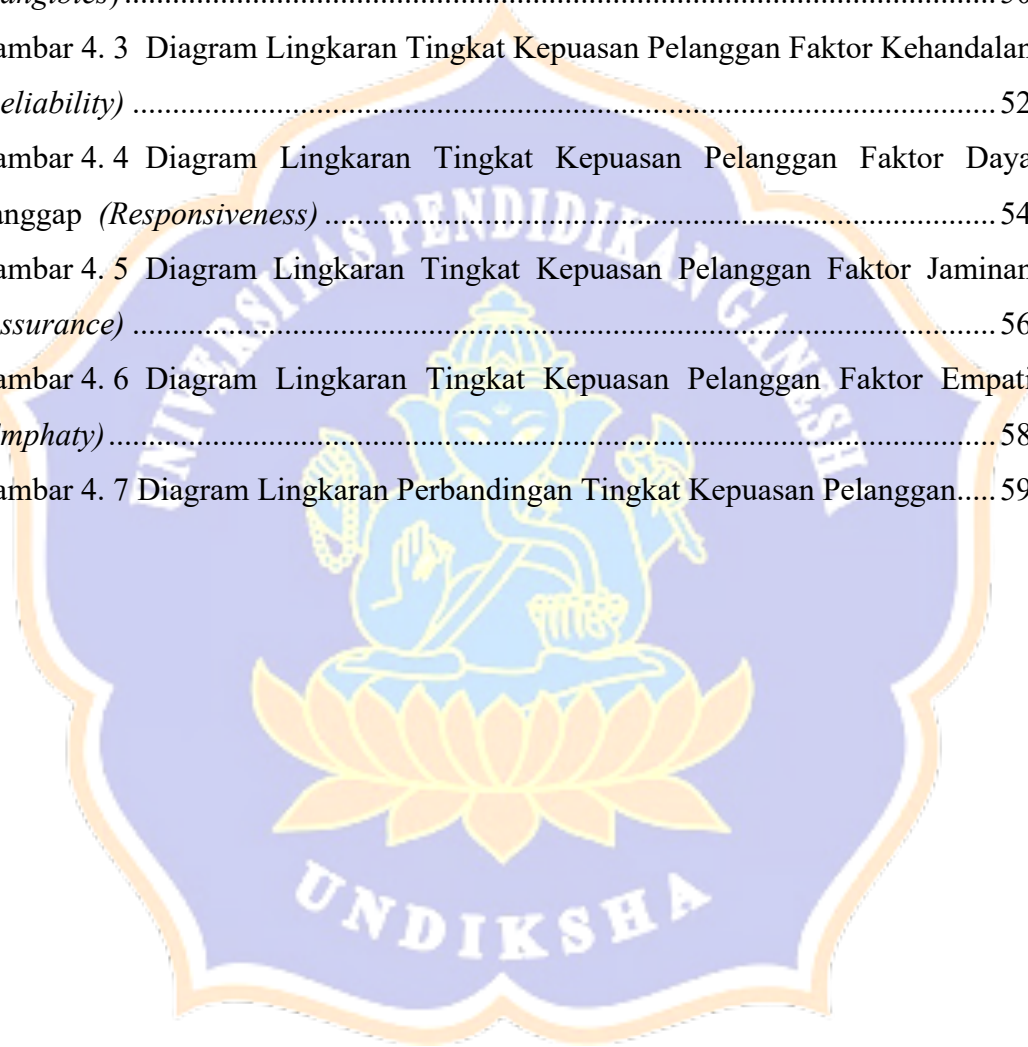 angibles) ........................................................................................................ 50
ambar 4. 3 Diagram Lingkaran Tingkat Kepuasan Pelanggan Faktor Kehandalan
eliability) ........................................................................................................ 52
ambar 4. 4 Diagram Lingkaran Tingkat Kepuasan Pelanggan Faktor Daya
anggap (Responsiveness) ................................................................................. 54
ambar 4. 5 Diagram Lingkaran Tingkat Kepuasan Pelanggan Faktor Jaminan
ssurance) ........................................................................................................ 56
ambar 4. 6 Diagram Lingkaran Tingkat Kepuasan Pelanggan Faktor Empati
mphaty) ........................................................................................................... 58
ambar 4. 7 Diagram Lingkaran Perbandingan Tingkat Kepuasan Pelanggan..... 59
UNIVERSITAS PENDIDIKAN GANESHA
UNDIKSHA